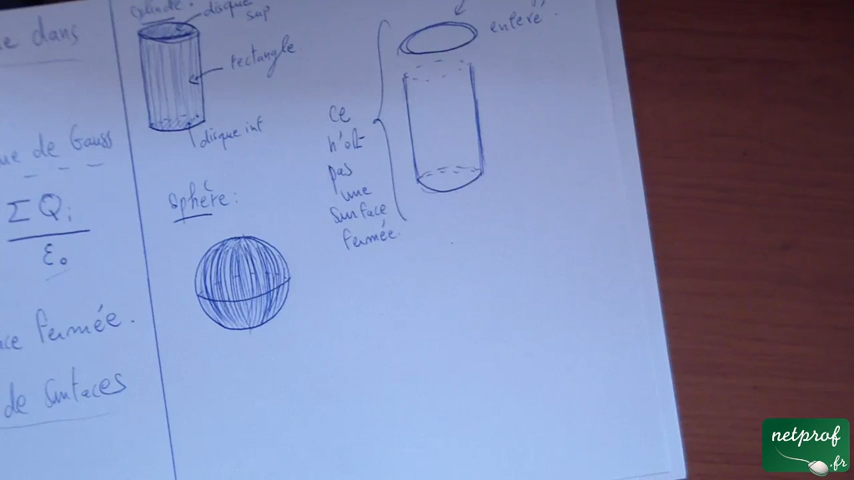 e dans
ue de Gauss
Σ Qi
ε₀
ce fermée.
de surfaces
cylindre.
disque
sup
rectangle
disque inf
Sphère :
enlevé.
ce
n'est
pas
une
surface
fermée.
netprof
.fr